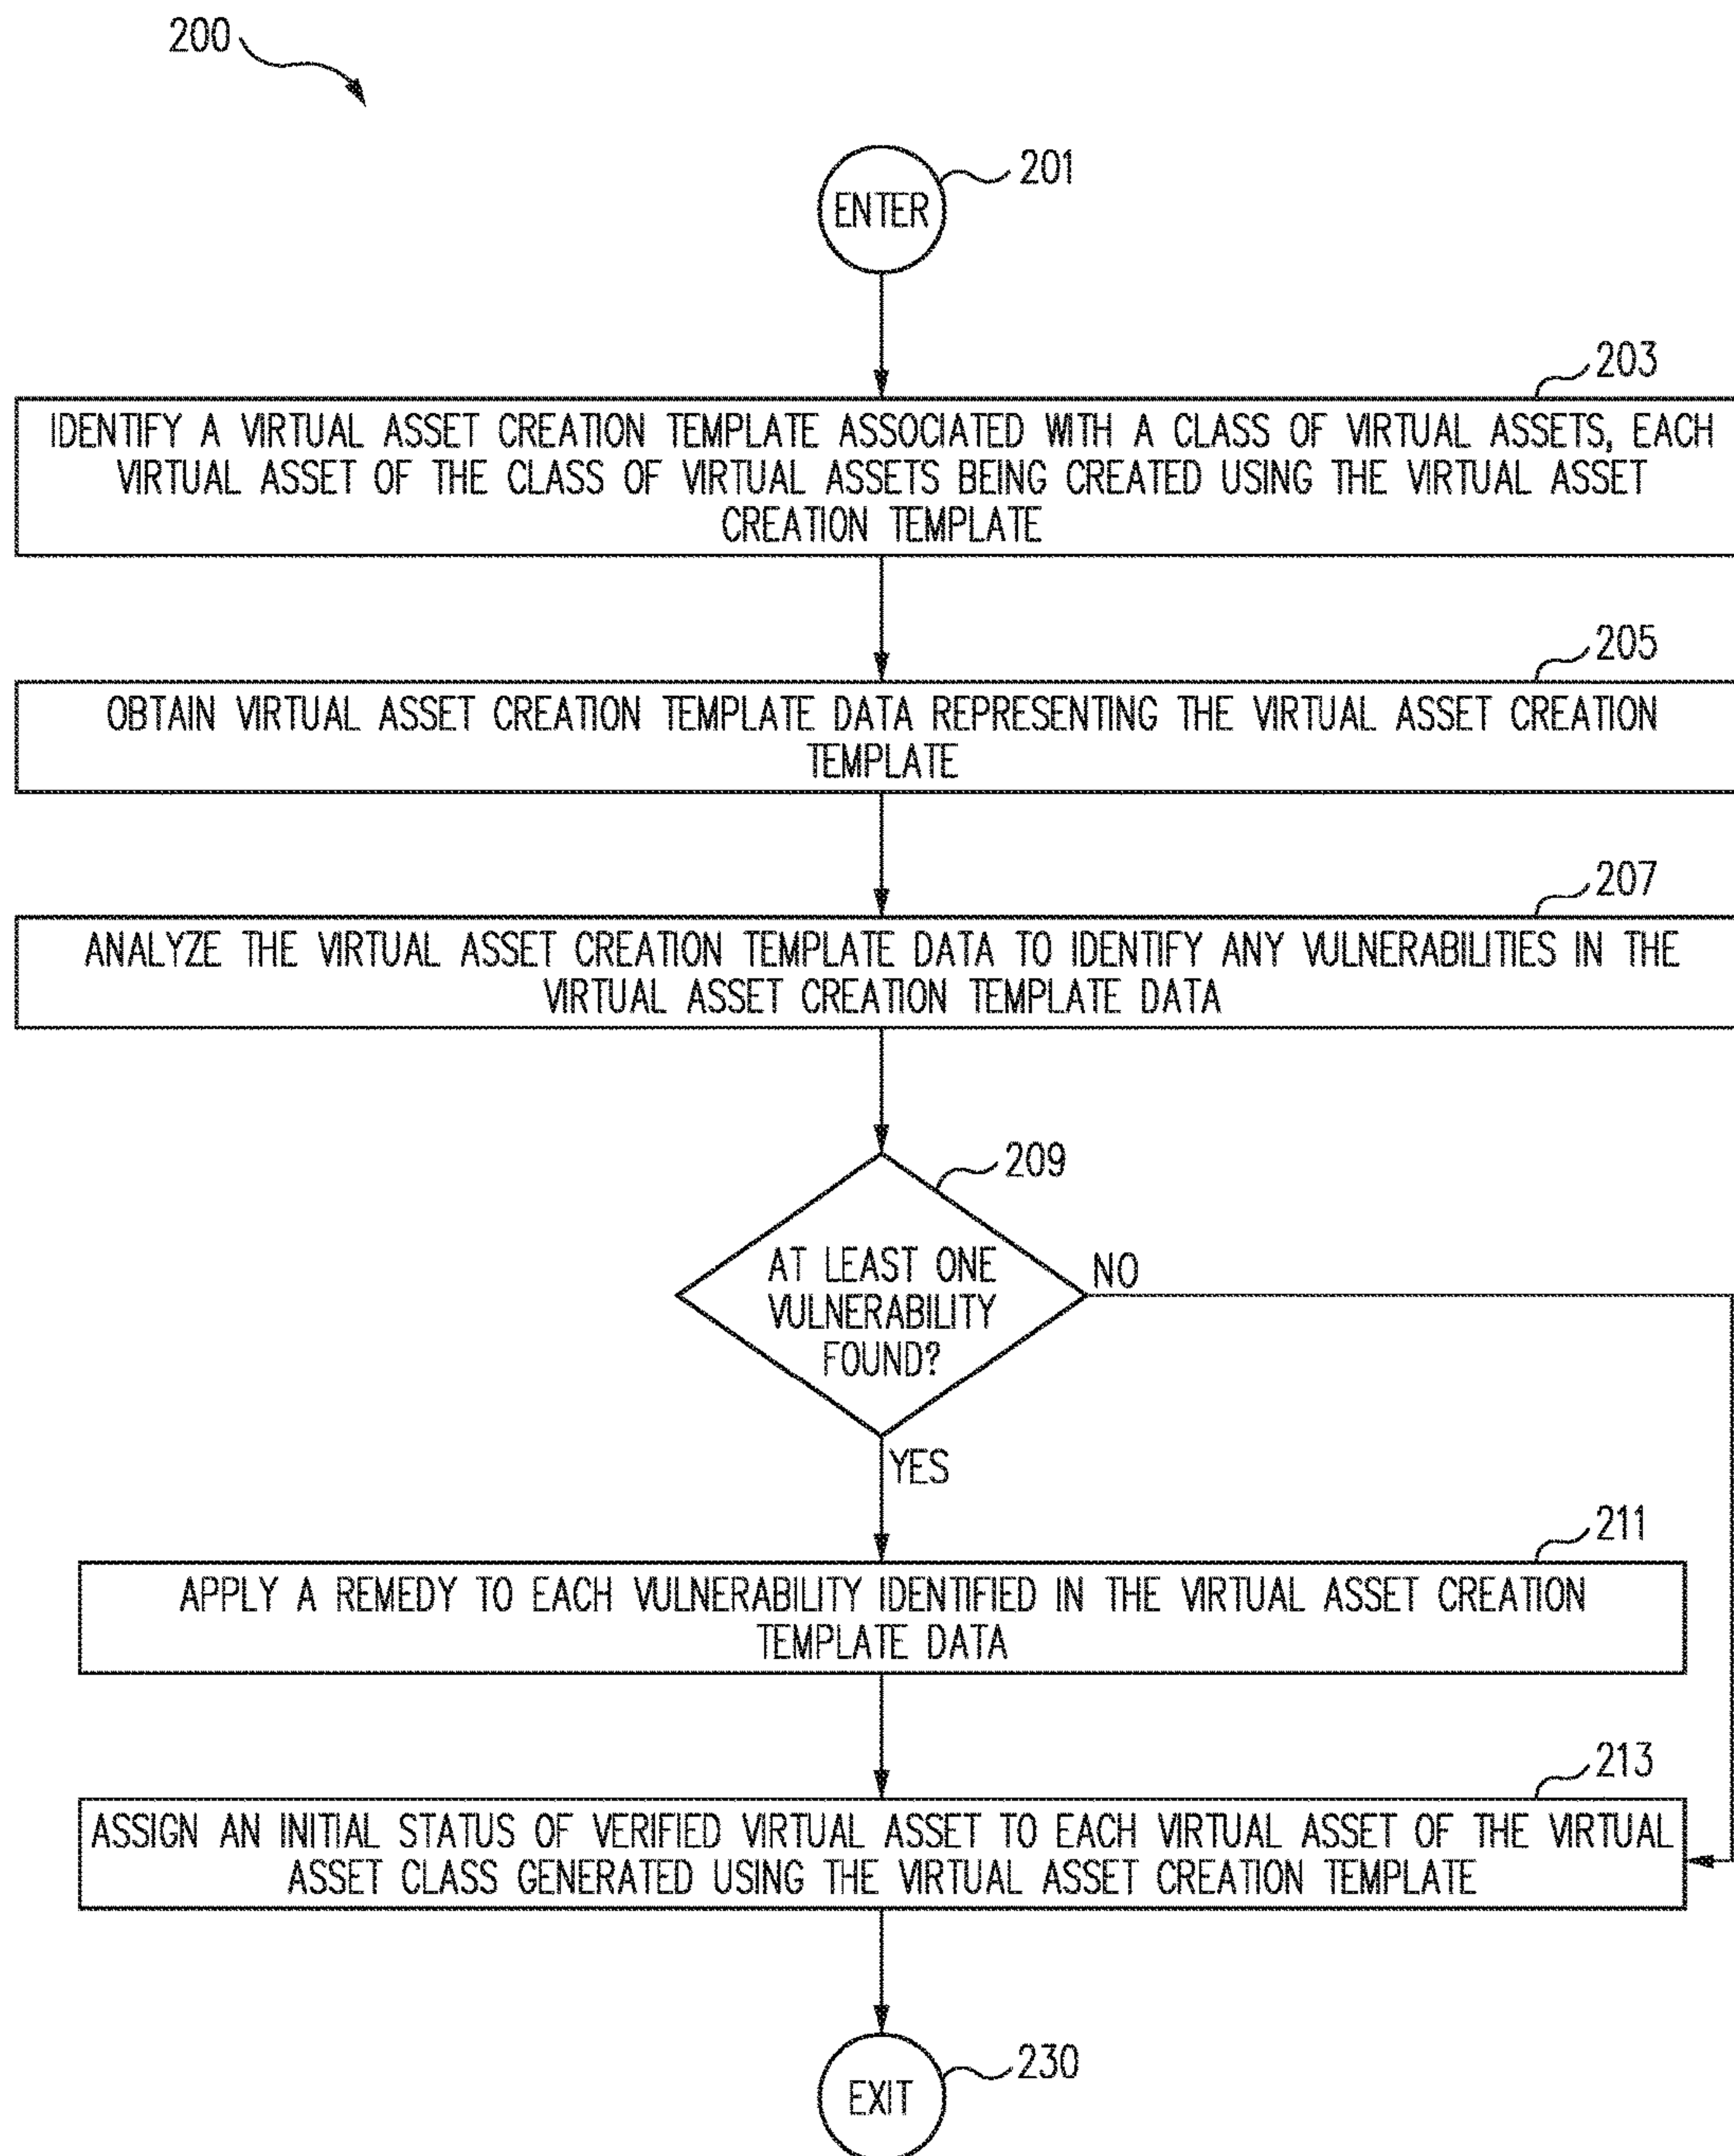 200
201
ENTER
203
IDENTIFY A VIRTUAL ASSET CREATION TEMPLATE ASSOCIATED WITH A CLASS OF VIRTUAL ASSETS, EACH
VIRTUAL ASSET OF THE CLASS OF VIRTUAL ASSETS BEING CREATED USING THE VIRTUAL ASSET
CREATION TEMPLATE
205
OBTAIN VIRTUAL ASSET CREATION TEMPLATE DATA REPRESENTING THE VIRTUAL ASSET CREATION
TEMPLATE
207
ANALYZE THE VIRTUAL ASSET CREATION TEMPLATE DATA TO IDENTIFY ANY VULNERABILITIES IN THE
VIRTUAL ASSET CREATION TEMPLATE DATA
209
AT LEAST ONE
VULNERABILITY
FOUND?
NO
YES
211
APPLY A REMEDY TO EACH VULNERABILITY IDENTIFIED IN THE VIRTUAL ASSET CREATION
TEMPLATE DATA
213
ASSIGN AN INITIAL STATUS OF VERIFIED VIRTUAL ASSET TO EACH VIRTUAL ASSET OF THE VIRTUAL
ASSET CLASS GENERATED USING THE VIRTUAL ASSET CREATION TEMPLATE
230
EXIT